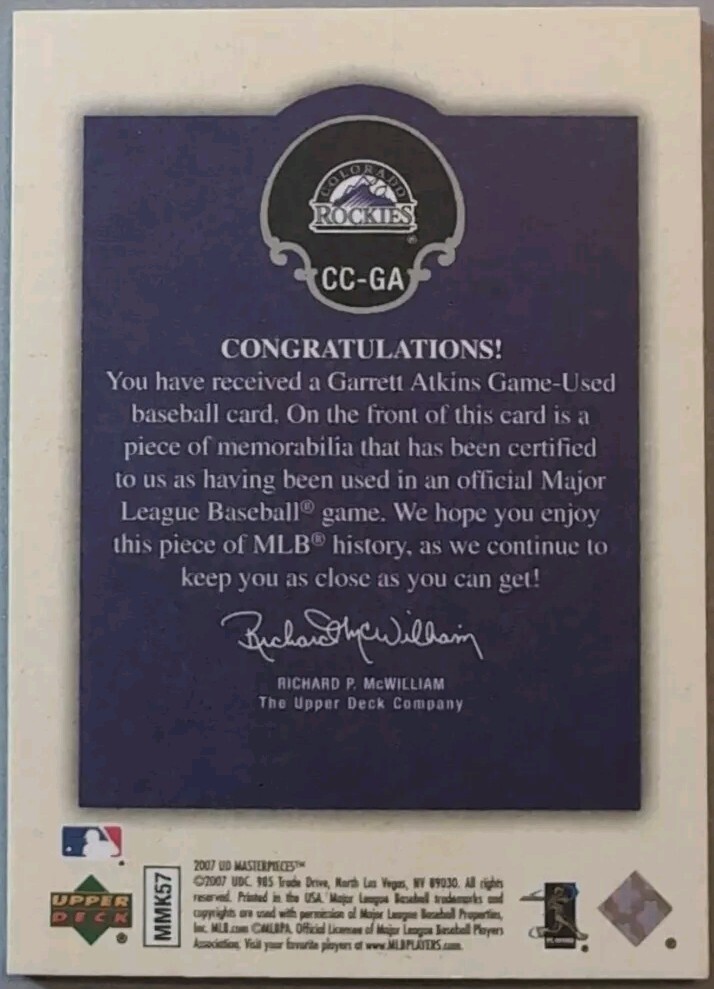 COLORADO
ROCKIES®
CC-GA
CONGRATULATIONS!
You have received a Garrett Atkins Game-Used
baseball card. On the front of this card is a
piece of memorabilia that has been certified
to us as having been used in an official Major
League Baseball® game. We hope you enjoy
this piece of MLB® history, as we continue to
keep you as close as you can get!
Richard McWilliam
RICHARD P. McWILLIAM
The Upper Deck Company
UPPER
DECK
®
MMK57
2007 UD MASTERPIECES™
©2007 UDC. 985 Trade Drive, North Las Vegas, NV 89030. All rights
reserved. Printed in the USA. Major League Baseball trademarks and
copyrights are used with permission of Major League Baseball Properties,
Inc. MLB.com ©MLBPA. Official Licensee of Major League Baseball Players
Association. Visit your favorite players at www.MLBPLAYERS.com.